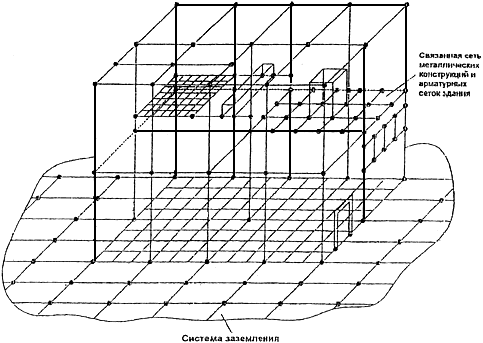 Связанная сеть
металлических
конструкций и
арматурных
сеток здания
Система заземления